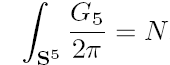 ∫_{S^5} G_5/2π = N